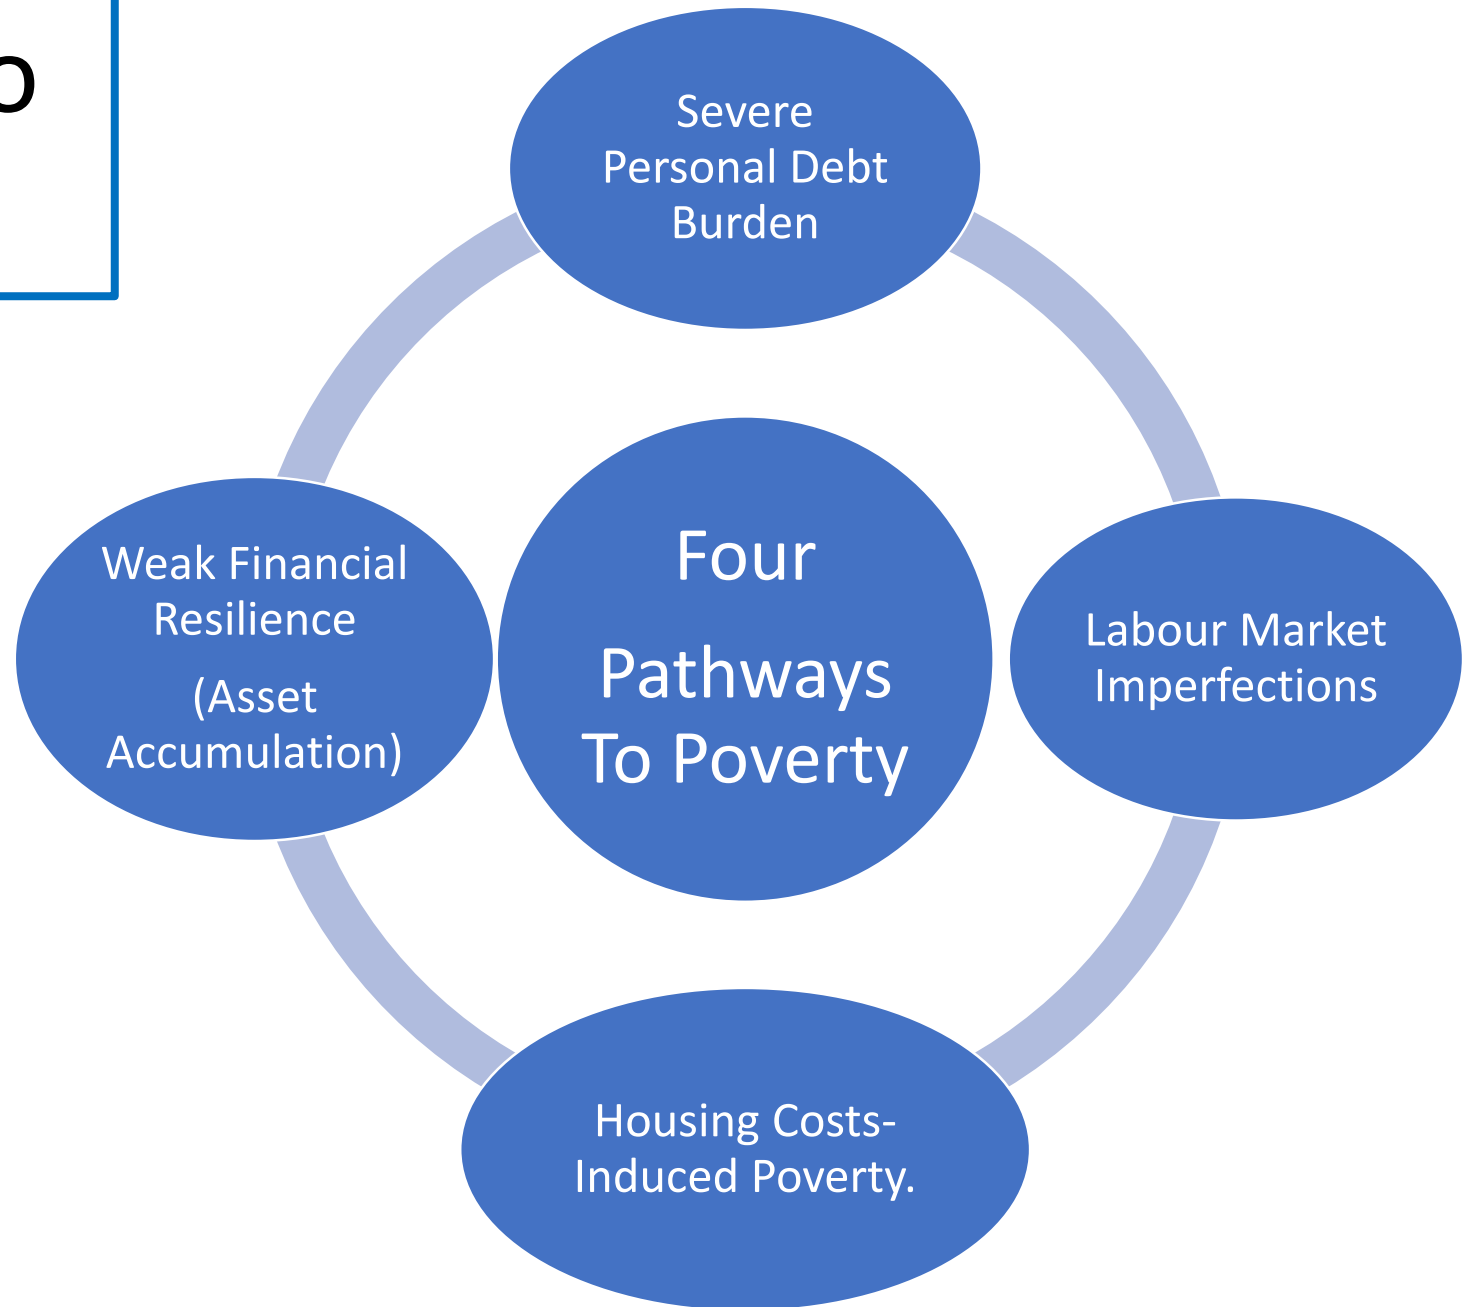 Severe
Personal Debt
Burden
Weak Financial
Resilience
(Asset
Accumulation)
Four
Pathways
To Poverty
Labour Market
Imperfections
Housing Costs-
Induced Poverty.